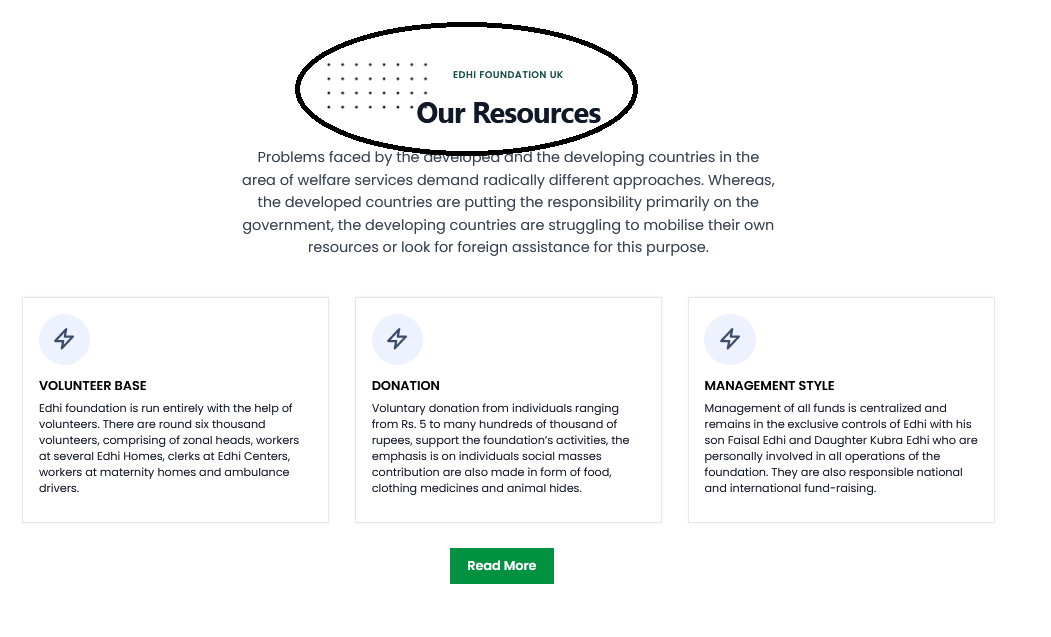 EDHI FOUNDATION UK
Our Resources
Problems faced by the developed and the developing countries in the
area of welfare services demand radically different approaches. Whereas,
the developed countries are putting the responsibility primarily on the
government, the developing countries are struggling to mobilise their own
resources or look for foreign assistance for this purpose.
VOLUNTEER BASE
Edhi foundation is run entirely with the help of
volunteers. There are round six thousand
volunteers, comprising of zonal heads, workers
at several Edhi Homes, clerks at Edhi Centers,
workers at maternity homes and ambulance
drivers.
DONATION
Voluntary donation from individuals ranging
from Rs. 5 to many hundreds of thousand of
rupees, support the foundation’s activities, the
emphasis is on individuals social masses
contribution are also made in form of food,
clothing medicines and animal hides.
MANAGEMENT STYLE
Management of all funds is centralized and
remains in the exclusive controls of Edhi with his
son Faisal Edhi and Daughter Kubra Edhi who are
personally involved in all operations of the
foundation. They are also responsible national
and international fund-raising.
Read More